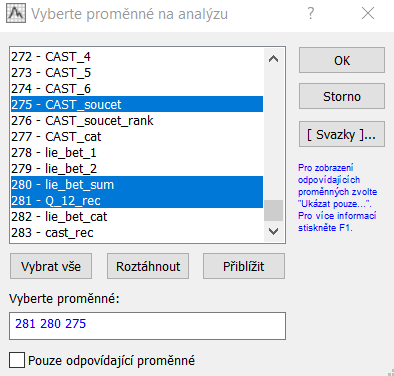 Vyberte proměnné na analýzu
?
272 - CAST_4
273 - CAST_5
274 - CAST_6
275 - CAST_soucet
276 - CAST_soucet_rank
277 - CAST_cat
278 - lie_bet_1
279 - lie_bet_2
280 - lie_bet_sum
281 - Q_12_rec
282 - lie_bet_cat
283 - cast_rec
OK
Storno
[ Svazky ]...
Pro zobrazení
odpovídajících
proměnných zvolte
"Ukázat pouze...".
Pro více informací
stiskněte F1.
Vybrat vše
Roztáhnout
Přiblížit
Vyberte proměnné:
281 280 275
Pouze odpovídající proměnné